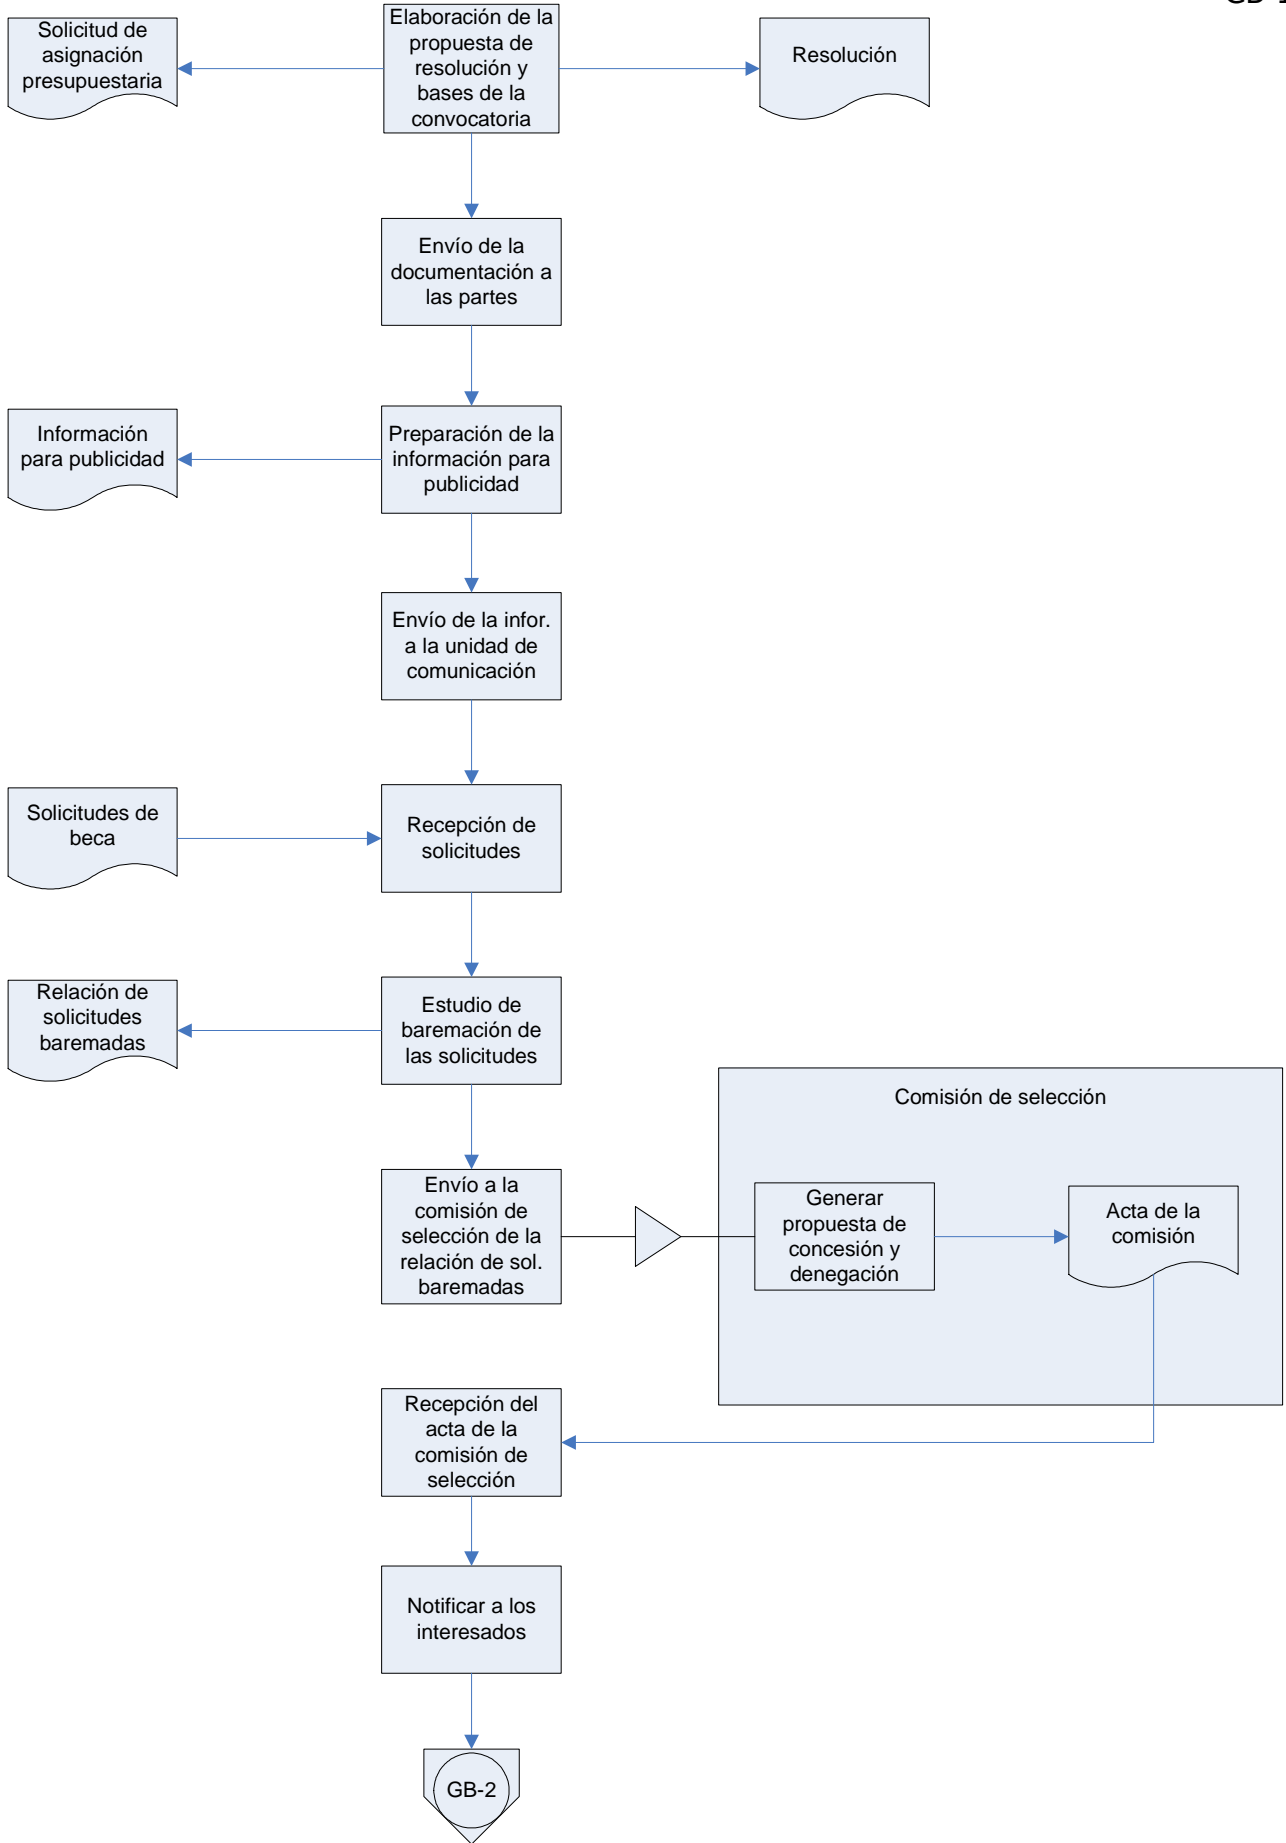 Solicitud de
asignación
presupuestaria
Elaboración de la
propuesta de
resolución y
bases de la
convocatoria
Resolución
Envío de la
documentación a
las partes
Información
para publicidad
Preparación de la
información para
publicidad
Envío de la infor.
a la unidad de
comunicación
Solicitudes de
beca
Recepción de
solicitudes
Relación de
solicitudes
baremadas
Estudio de
baremación de
las solicitudes
Comisión de selección
Envío a la
comisión de
selección de la
relación de sol.
baremadas
Generar
propuesta de
concesión y
denegación
Acta de la
comisión
Recepción del
acta de la
comisión de
selección
Notificar a los
interesados
GB-2